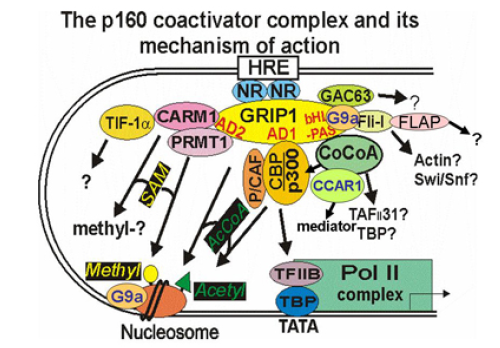 The p160 coactivator complex and its
mechanism of action
HRE
NR NR
GAC63
?
TIF-1α
CARM1
GRIP1
bHL
-PAS
G9a
Fli-I
FLAP
AD2
AD1
PRMT1
?
CoCoA
Actin?
Swi/Snf?
P/CAF
CBP
p300
CCAR1
?
SAM
methyl-?
AcCoA
mediator
TAFII31?
TBP?
Methyl
Acetyl
G9a
TFIIB
Pol II
complex
TBP
Nucleosome
TATA